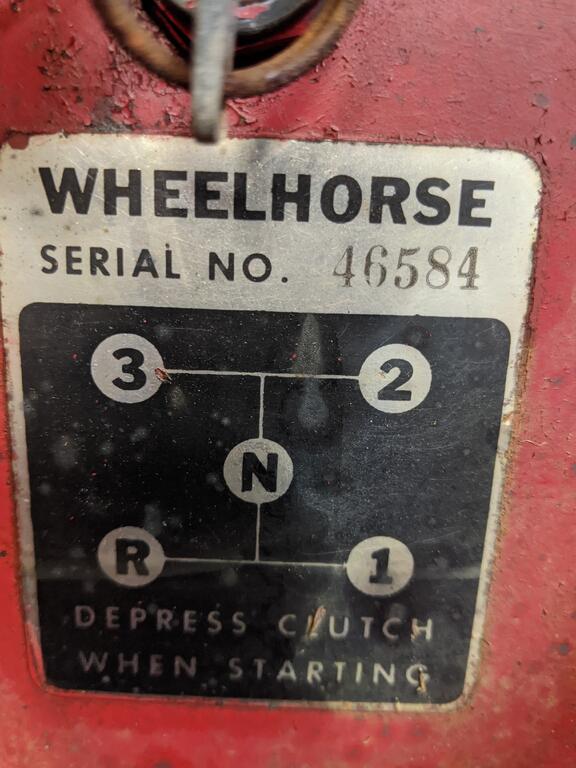 WHEELHORSE
SERIAL NO. 46584
3 2
N
R 1
DEPRESS CLUTCH
WHEN STARTING